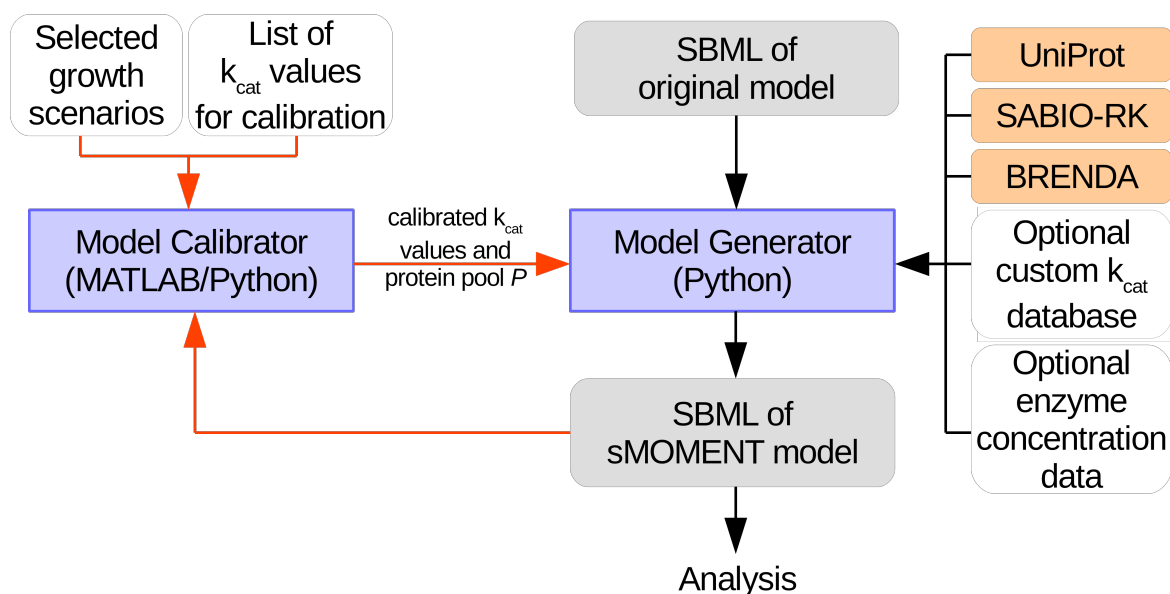 Selected
growth
scenarios
List of
kcat values
for calibration
SBML of
original model
UniProt
SABIO-RK
BRENDA
Optional
custom kcat
database
Optional
enzyme
concentration
data
Model Calibrator
(MATLAB/Python)
calibrated kcat
values and
protein pool P
Model Generator
(Python)
SBML of
sMOMENT model
Analysis